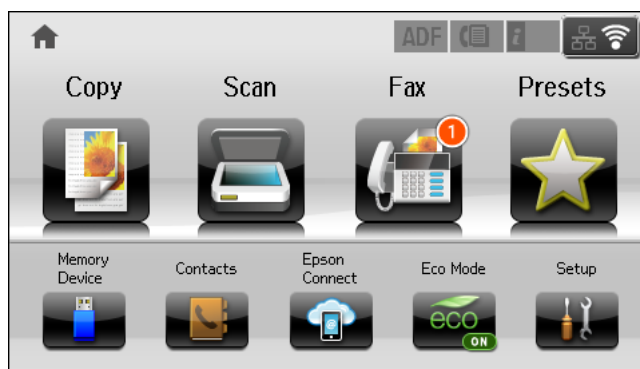 ADF i
Copy Scan Fax Presets
1
Memory Device Contacts Epson Connect Eco Mode Setup
@
eco
ON